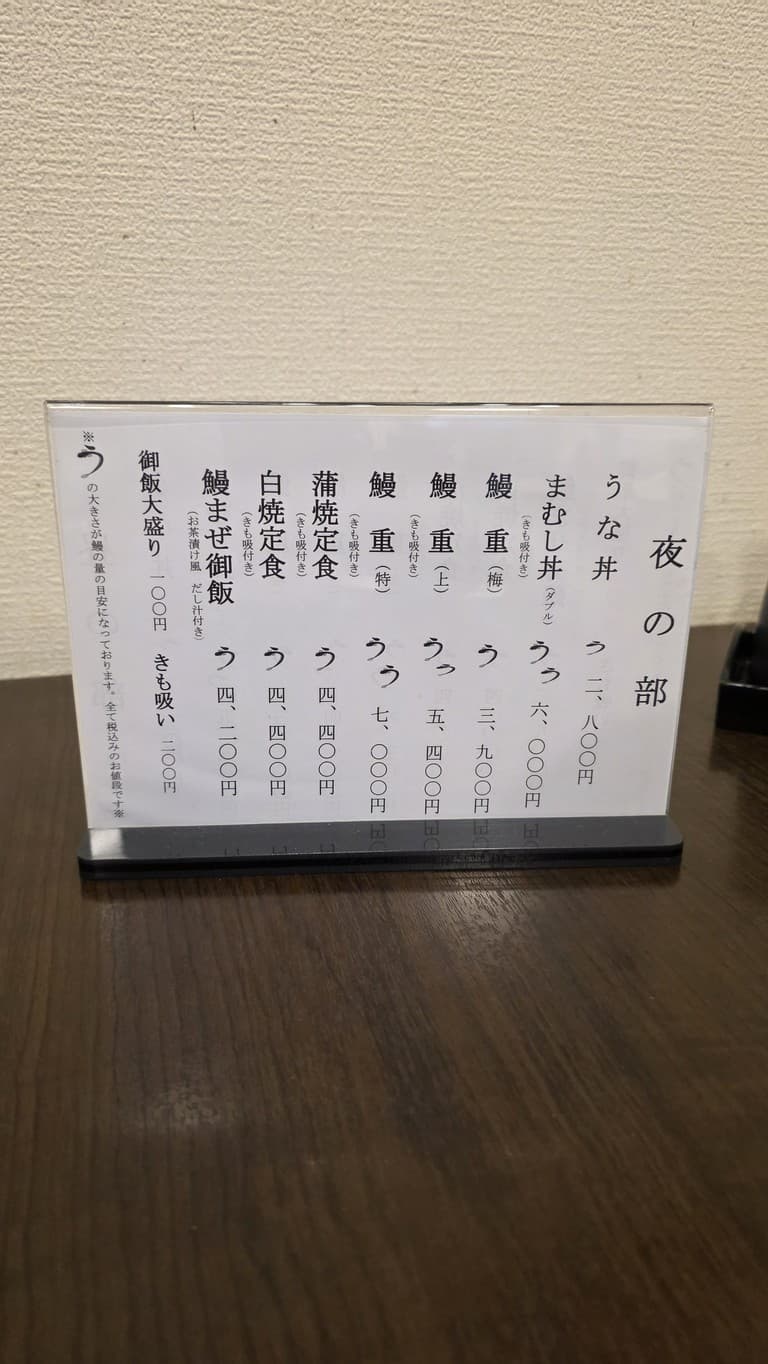 夜の部
うな丼 う 二、八〇〇円
まむし丼(ダブル) うう 六、〇〇〇円
(きも吸付き)
鰻重(梅) う 三、九〇〇円
鰻重(上) うう 五、四〇〇円
(きも吸付き)
鰻重(特) うう 七、〇〇〇円
(きも吸付き)
蒲焼定食 う 四、四〇〇円
(きも吸付き)
白焼定食 う 四、四〇〇円
(きも吸付き)
鰻まぜ御飯 う 四、二〇〇円
(お茶漬け風 だし汁付き)
御飯大盛り 一〇〇円 きも吸い 二〇〇円
※うの大きさが鰻の量の目安になっております。全て税込みのお値段です※